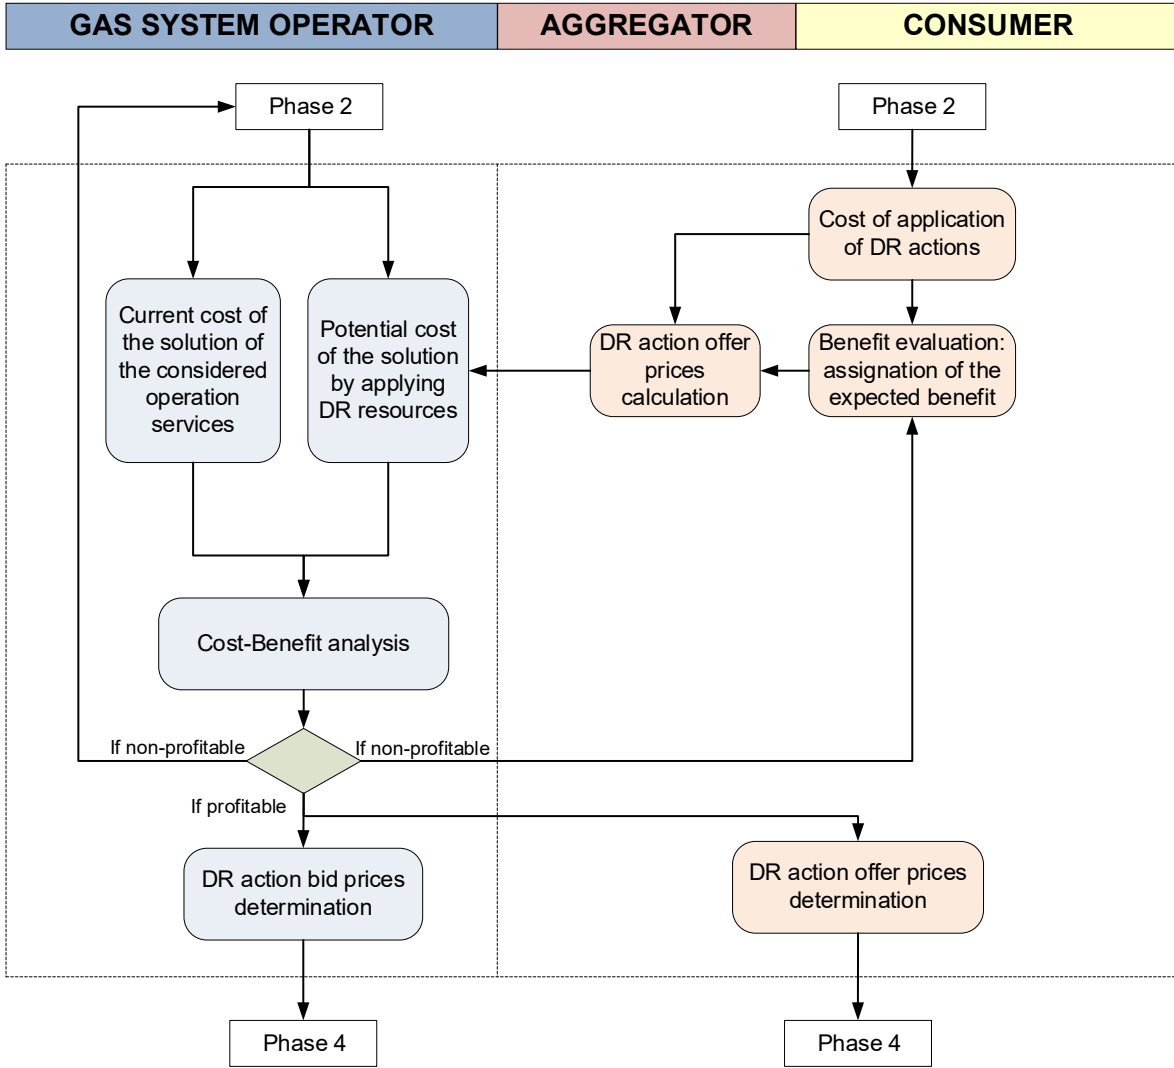 GAS SYSTEM OPERATOR
AGGREGATOR
CONSUMER
Phase 2
Phase 2
Cost of application
of DR actions
Current cost of
the solution of
the considered
operation
services
Potential cost
of the solution
by applying
DR resources
DR action offer
prices
calculation
Benefit evaluation:
assignation of the
expected benefit
Cost-Benefit analysis
If non-profitable
If non-profitable
If profitable
DR action bid prices
determination
DR action offer prices
determination
Phase 4
Phase 4